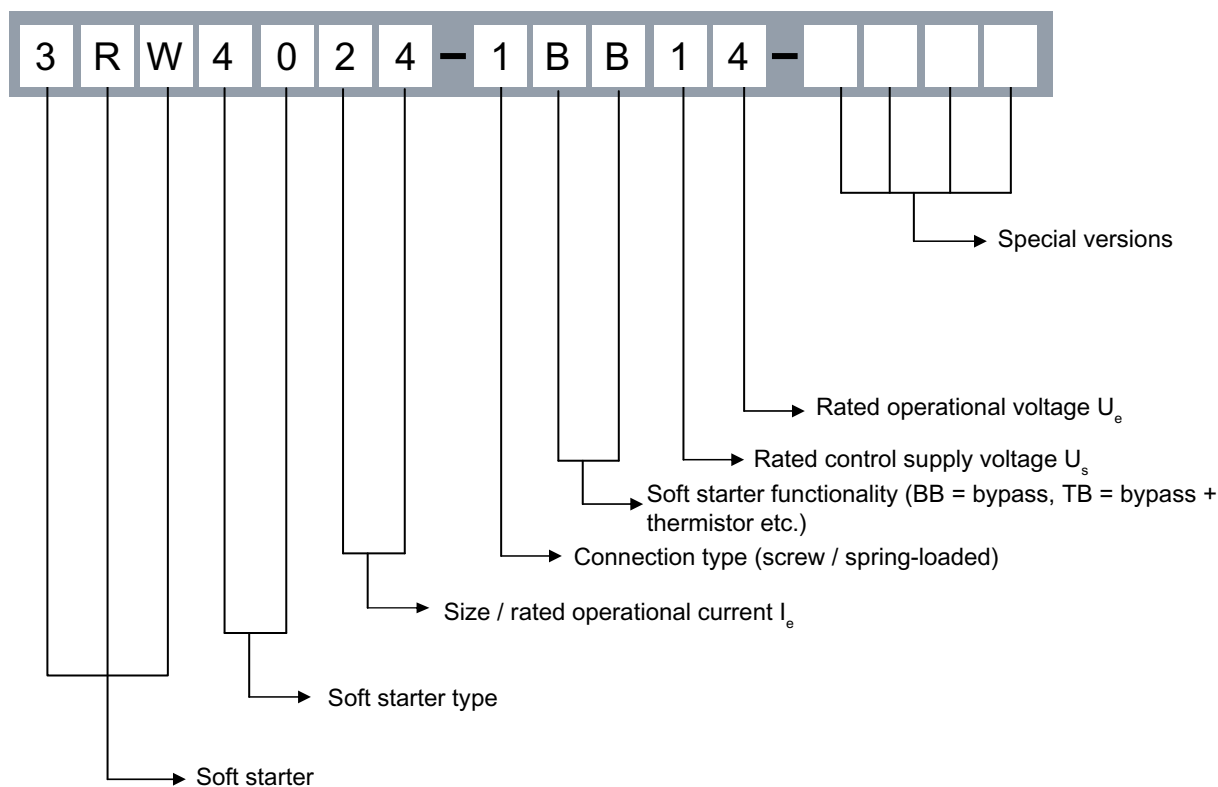 3 R W 4 0 2 4 – 1 B B 1 4 –
Special versions
Rated operational voltage Ue
Rated control supply voltage Us
Soft starter functionality (BB = bypass, TB = bypass +
thermistor etc.)
Connection type (screw / spring-loaded)
Size / rated operational current Ie
Soft starter type
Soft starter